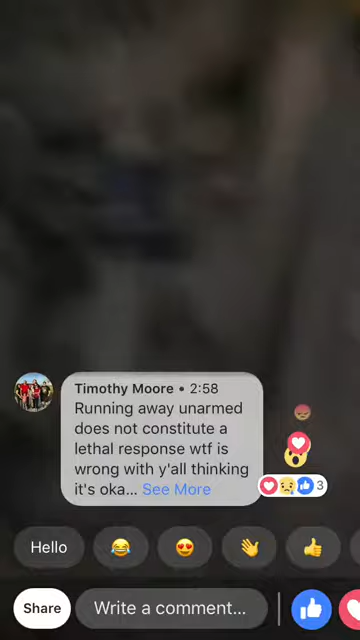 Timothy Moore • 2:58
Running away unarmed
does not constitute a
lethal response wtf is
wrong with y'all thinking
it's oka... See More
3
Hello
Share
Write a comment...